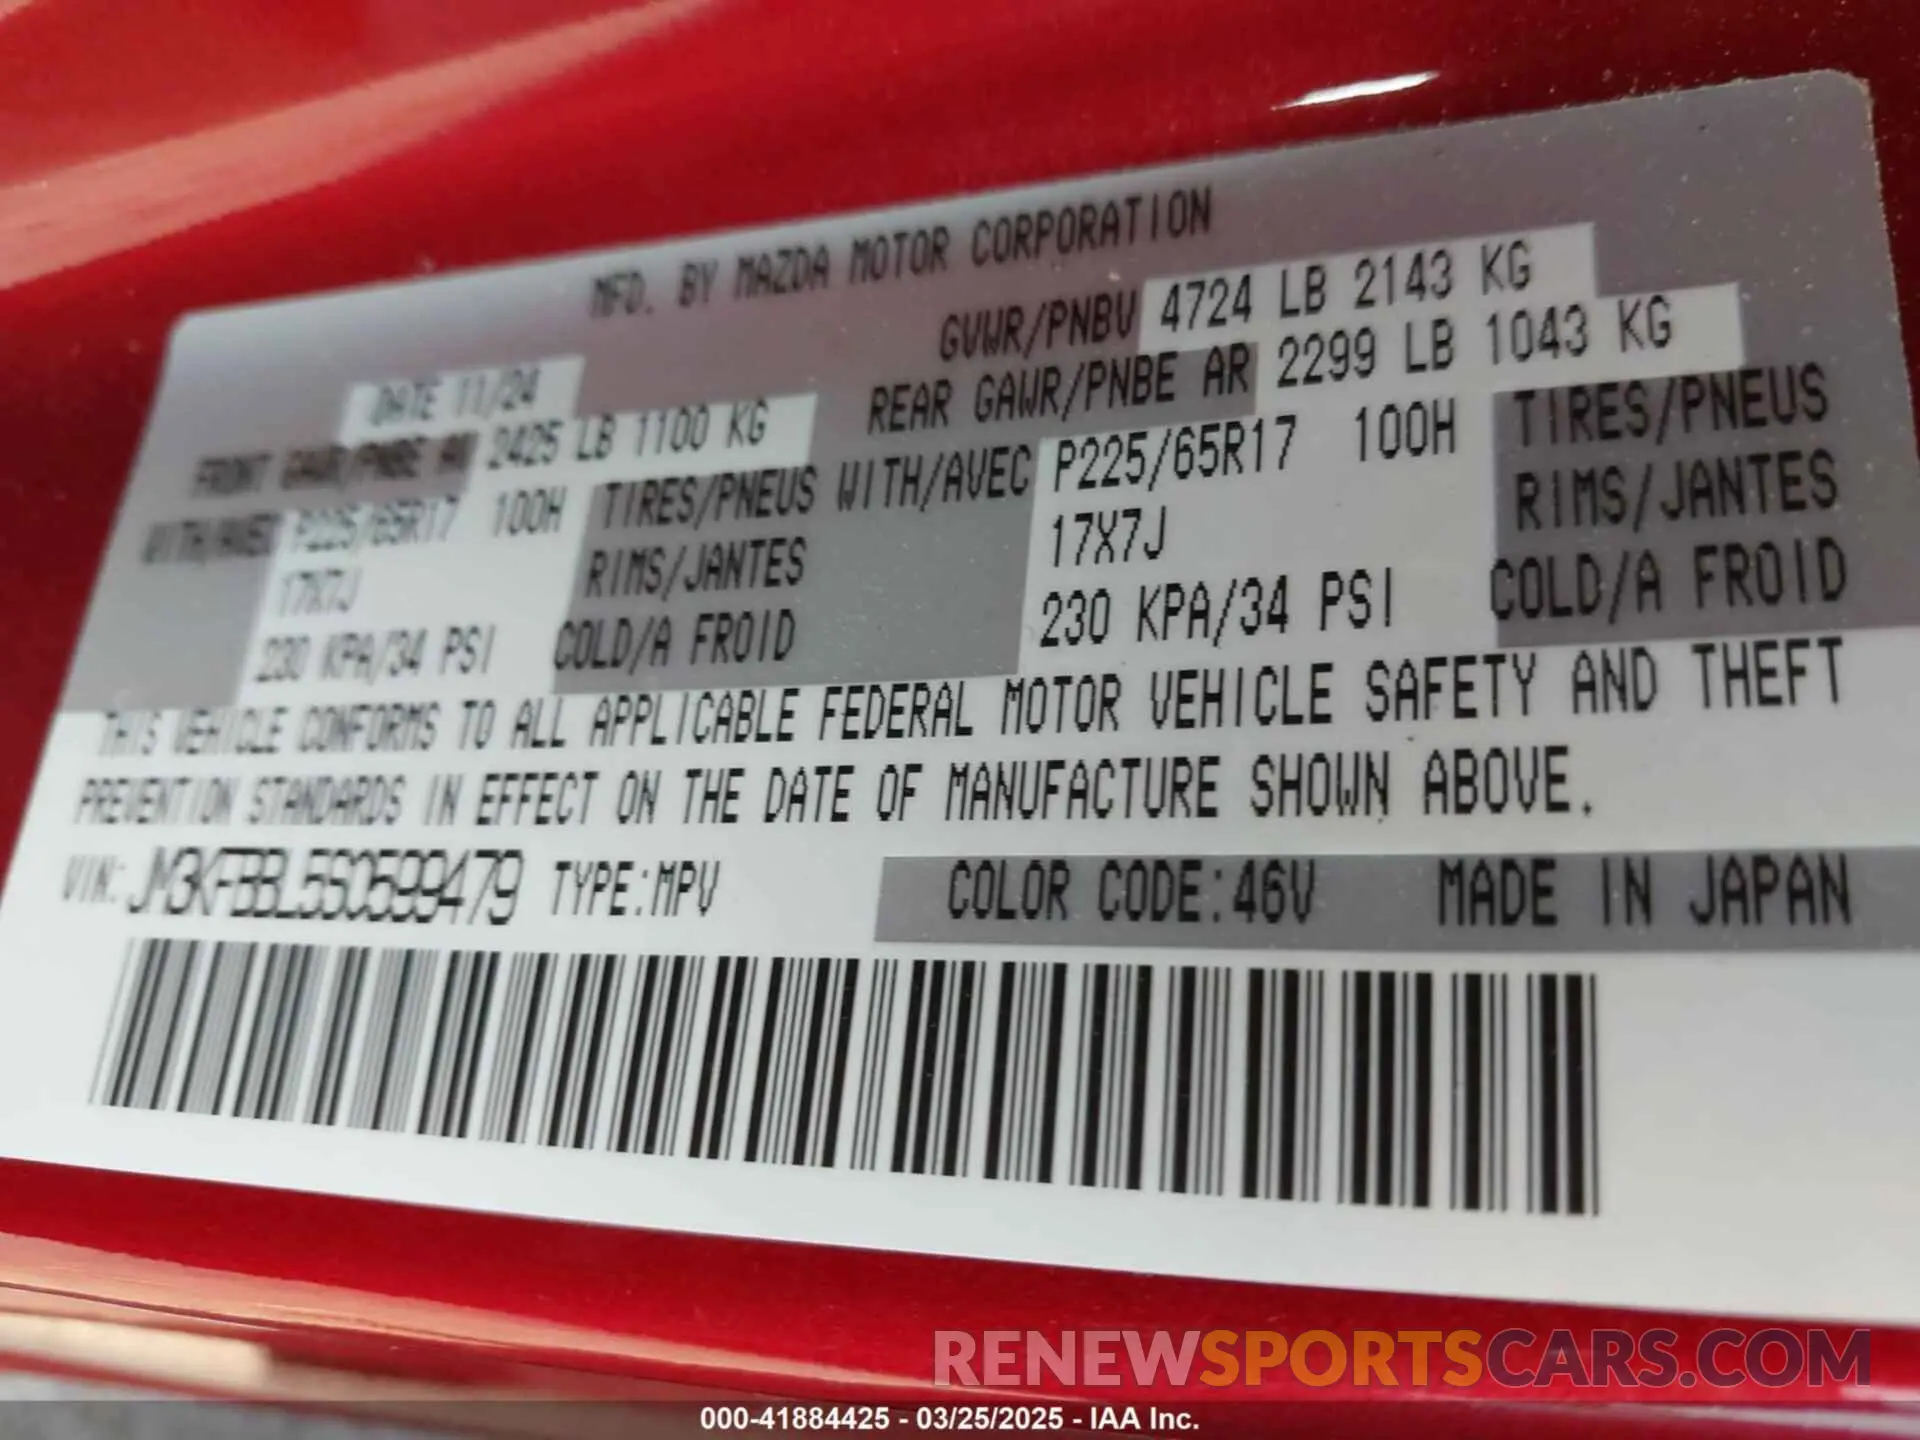 MFD. BY MAZDA MOTOR CORPORATION
DATE 11/24 GVWR/PNBV 4724 LB 2143 KG
FRONT GAWR/PNBE AV 2425 LB 1100 KG REAR GAWR/PNBE AR 2299 LB 1043 KG
WITH/AVEC P225/65R17 100H TIRES/PNEUS WITH/AVEC P225/65R17 100H TIRES/PNEUS
17X7J RIMS/JANTES 17X7J RIMS/JANTES
230 KPA/34 PSI COLD/A FROID 230 KPA/34 PSI COLD/A FROID
THIS VEHICLE CONFORMS TO ALL APPLICABLE FEDERAL MOTOR VEHICLE SAFETY AND THEFT
PREVENTION STANDARDS IN EFFECT ON THE DATE OF MANUFACTURE SHOWN ABOVE.
VIN: JM3KFBBL5S0599479 TYPE:MPV COLOR CODE:46V MADE IN JAPAN
RENEWSPORTSCARS.COM
000-41884425 - 03/25/2025 - IAA Inc.